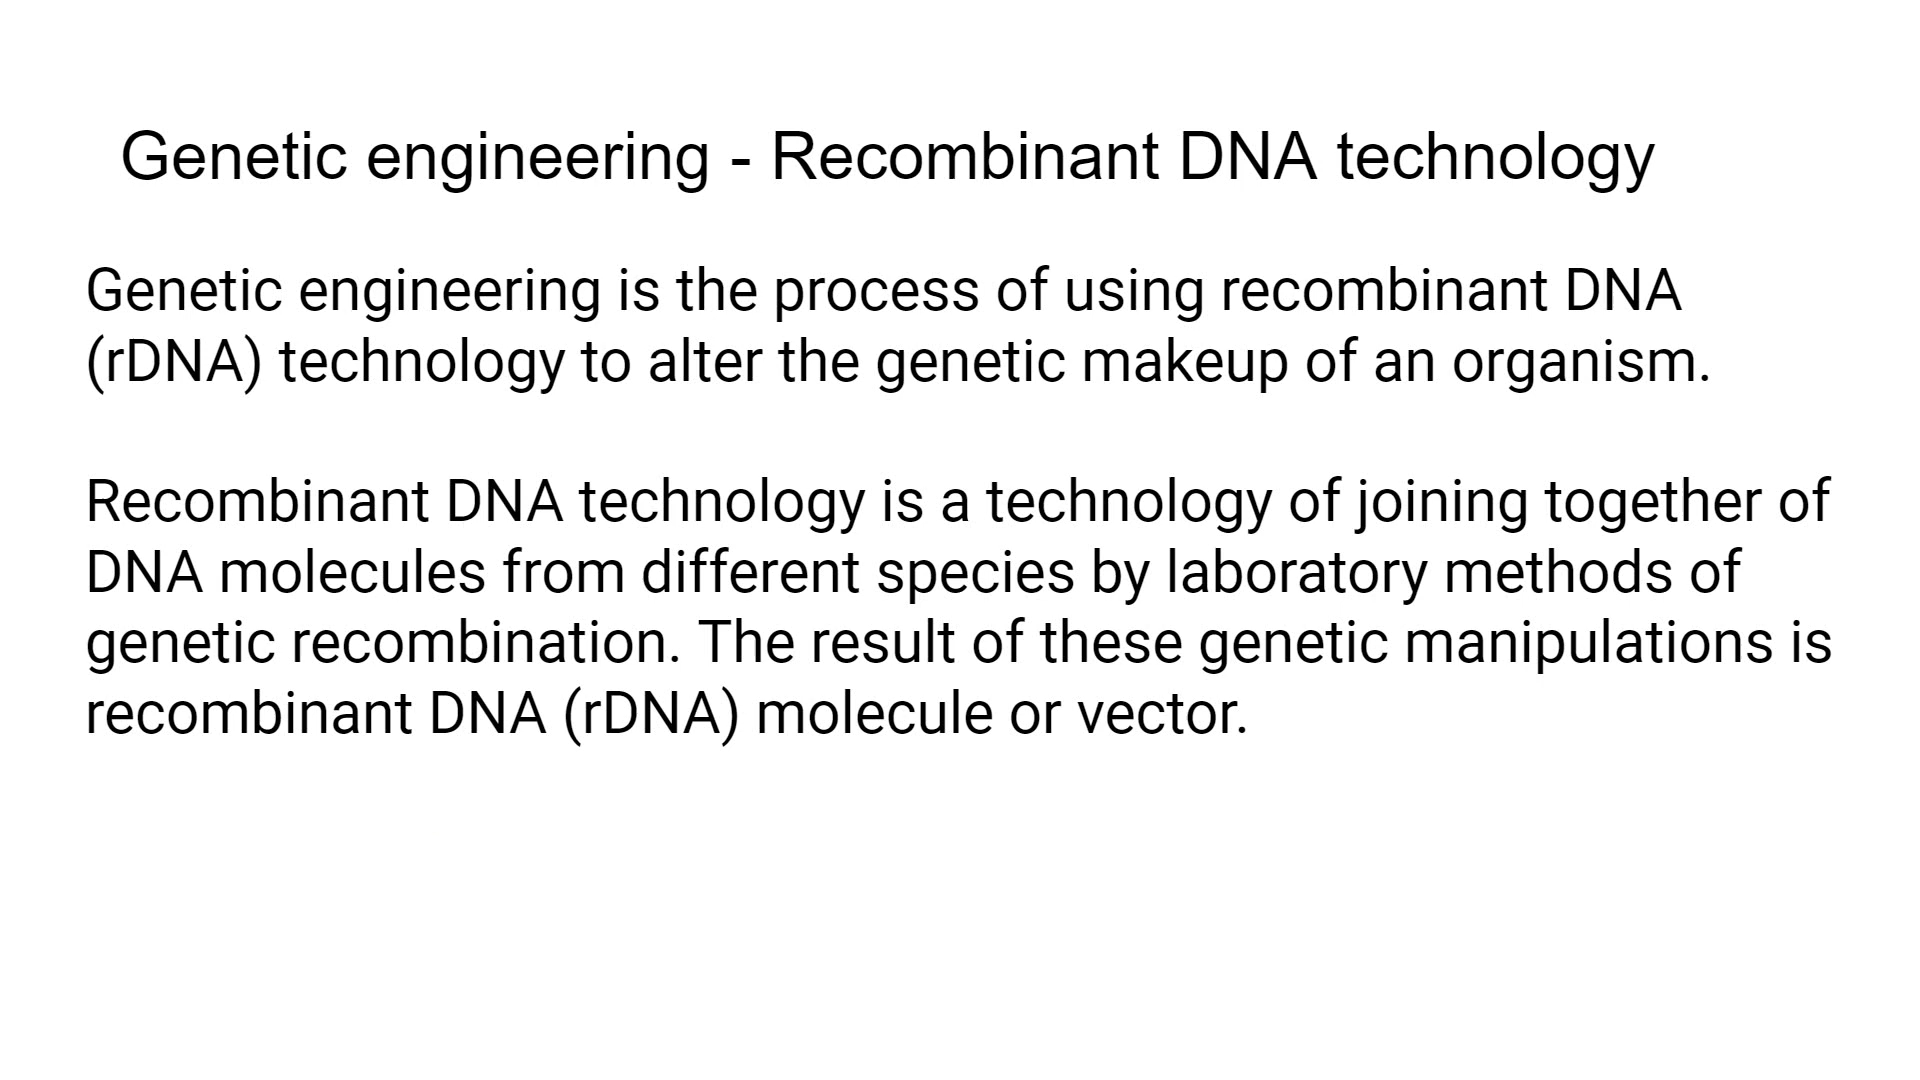 Genetic engineering - Recombinant DNA technology
Genetic engineering is the process of using recombinant DNA
(rDNA) technology to alter the genetic makeup of an organism.
Recombinant DNA technology is a technology of joining together of
DNA molecules from different species by laboratory methods of
genetic recombination. The result of these genetic manipulations is
recombinant DNA (rDNA) molecule or vector.